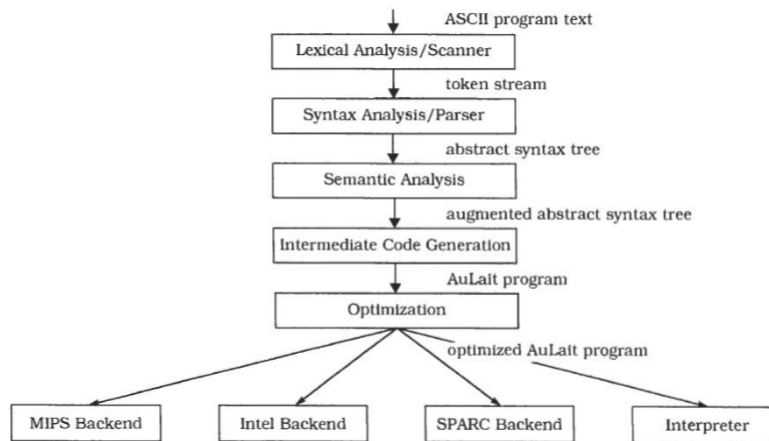 ASCII program text
Lexical Analysis/Scanner
token stream
Syntax Analysis/Parser
abstract syntax tree
Semantic Analysis
augmented abstract syntax tree
Intermediate Code Generation
AuLait program
Optimization
optimized AuLait program
MIPS Backend
Intel Backend
SPARC Backend
Interpreter